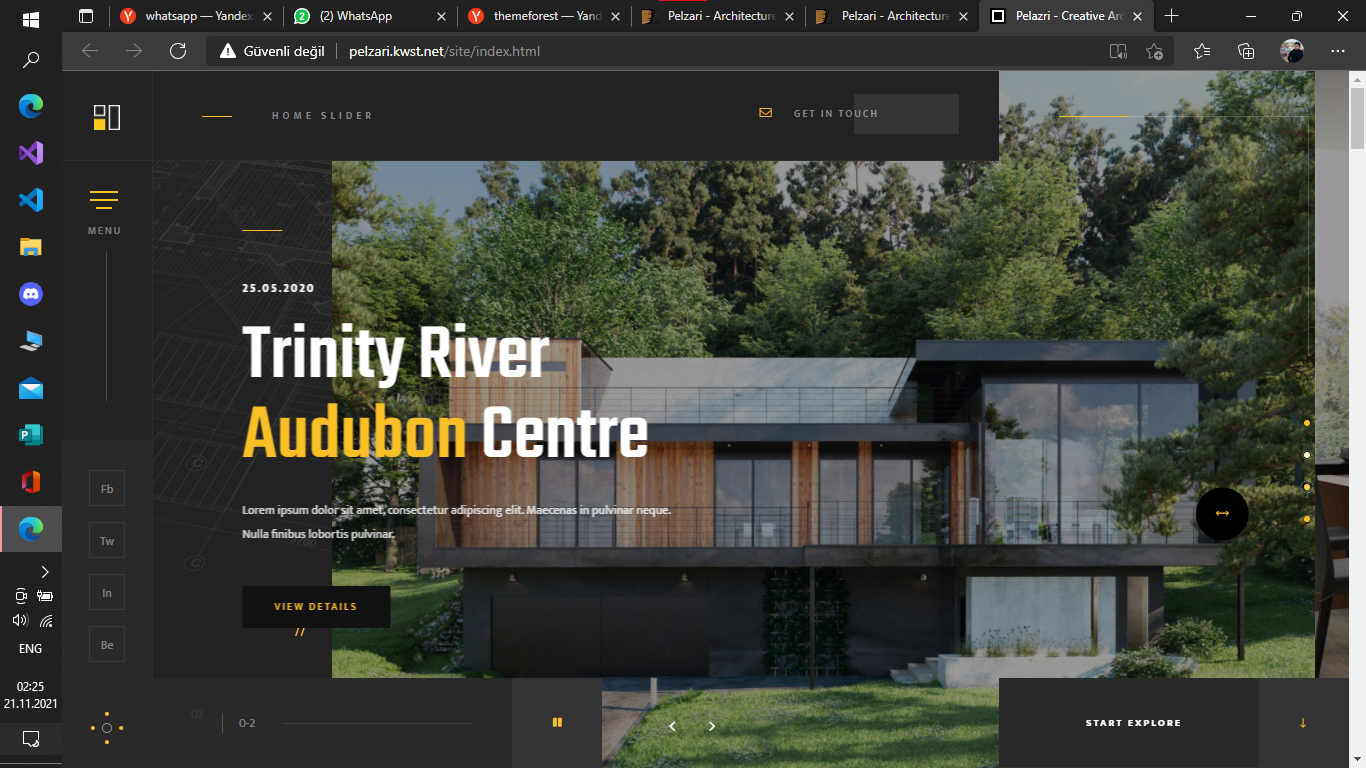 whatsapp — Yandex
(2) WhatsApp
themeforest — Yand
Pelzari - Architecture
Pelzari - Architecture
Pelazri - Creative Arc
Güvenli değil
pelzari.kwst.net/site/index.html
HOME SLIDER
GET IN TOUCH
MENU
25.05.2020
Trinity River
Audubon Centre
Lorem ipsum dolor sit amet, consectetur adipiscing elit. Maecenas in pulvinar neque.
Nulla finibus lobortis pulvinar.
VIEW DETAILS
//
Fb
Tw
In
Be
02
0-2
START EXPLORE
ENG
02:25
21.11.2021